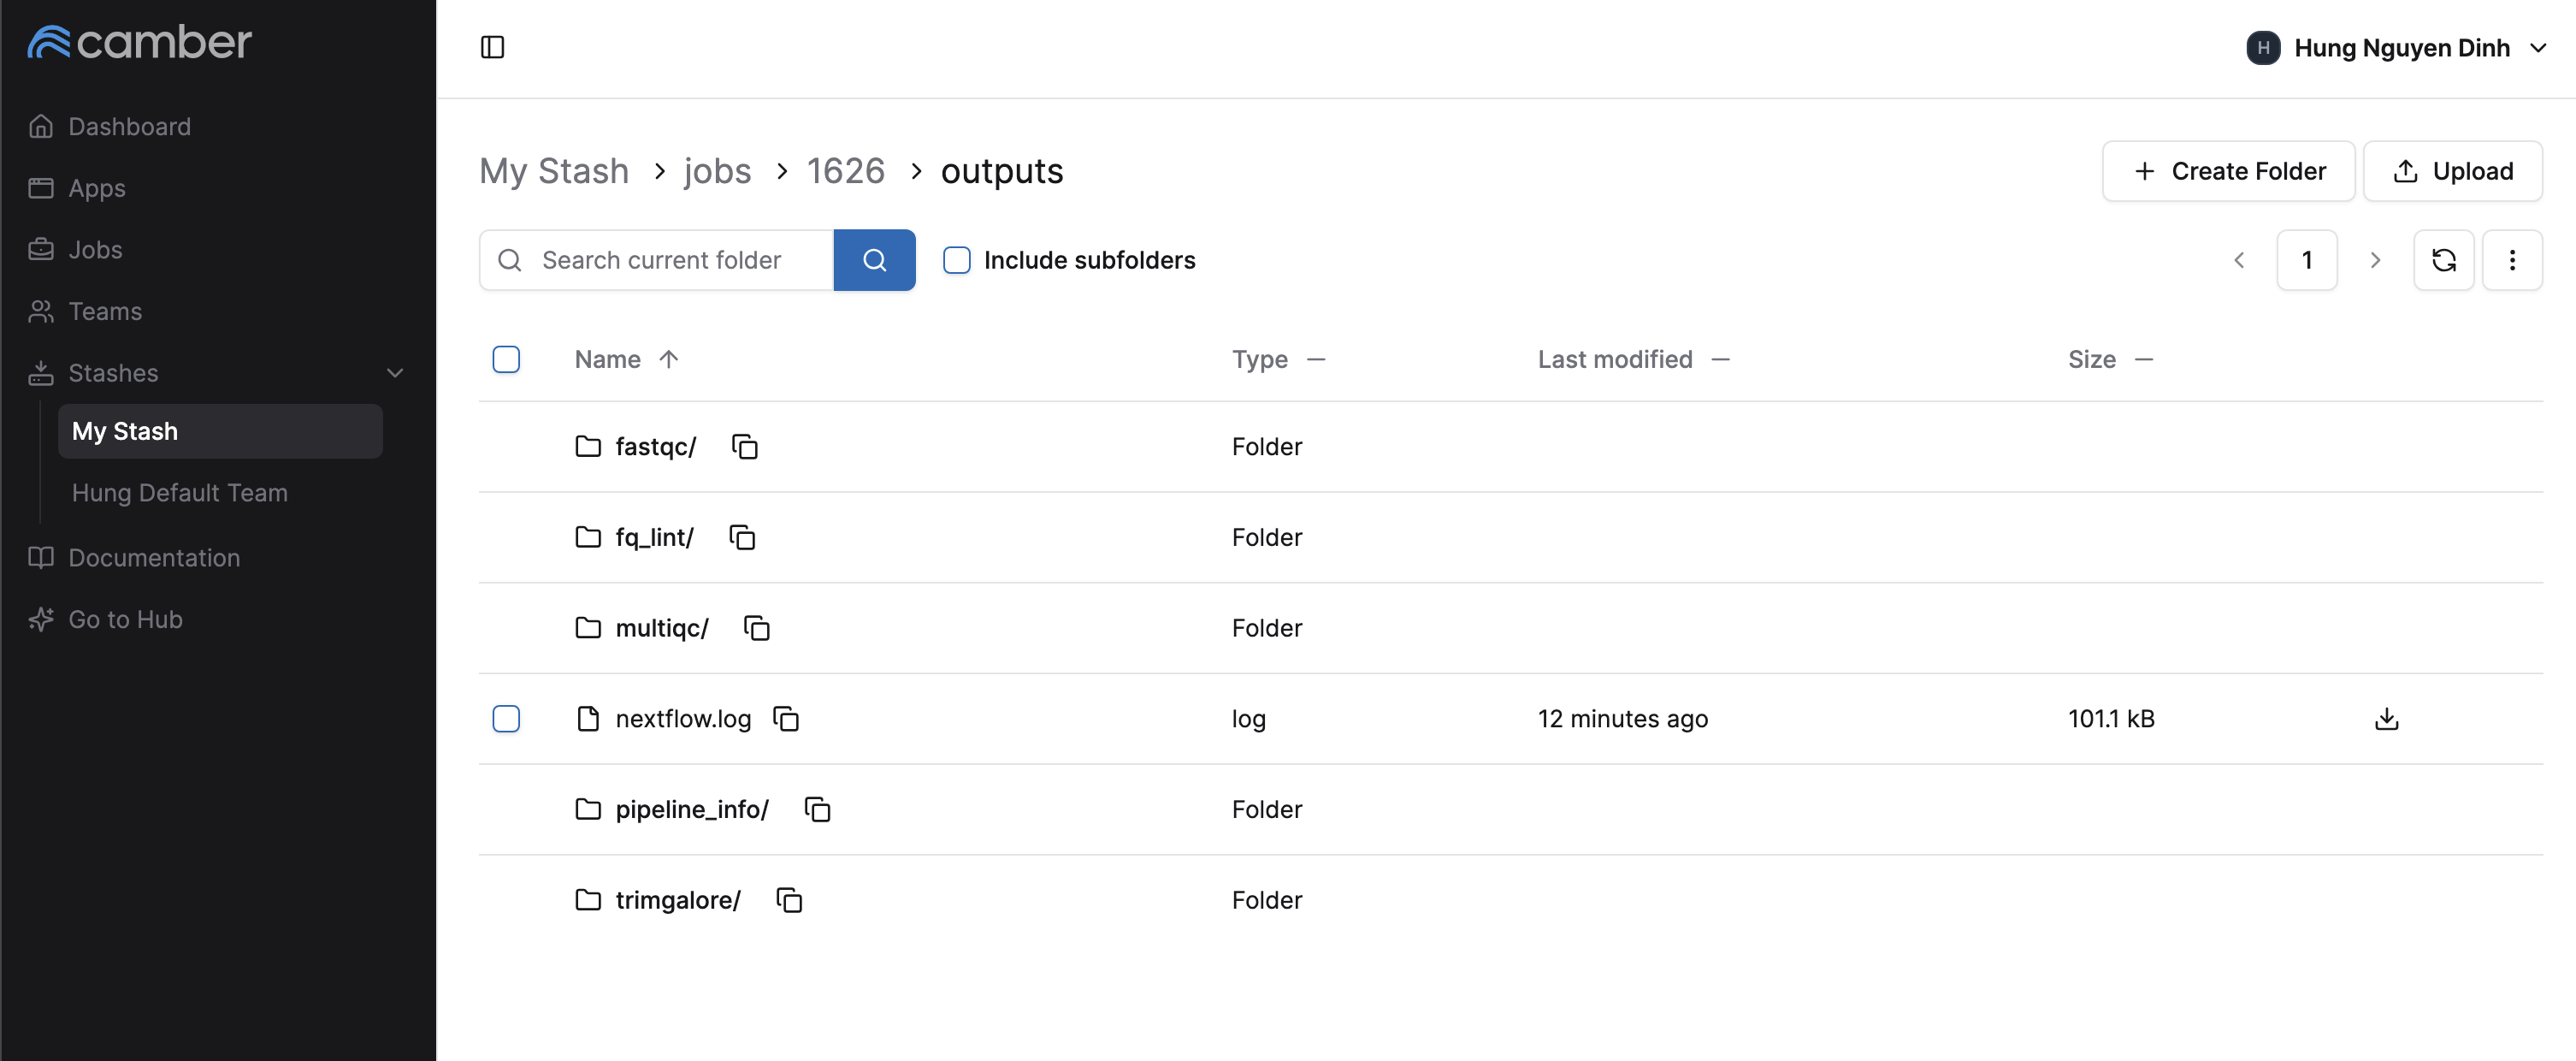 camber
Dashboard
Apps
Jobs
Teams
Stashes
My Stash
Hung Default Team
Documentation
Go to Hub
H Hung Nguyen Dinh
My Stash > jobs > 1626 > outputs
Create Folder
Upload
Search current folder
Include subfolders
1
Name Type Last modified Size
fastqc/ Folder
fq_lint/ Folder
multiqc/ Folder
nextflow.log log 12 minutes ago 101.1 kB
pipeline_info/ Folder
trimgalore/ Folder